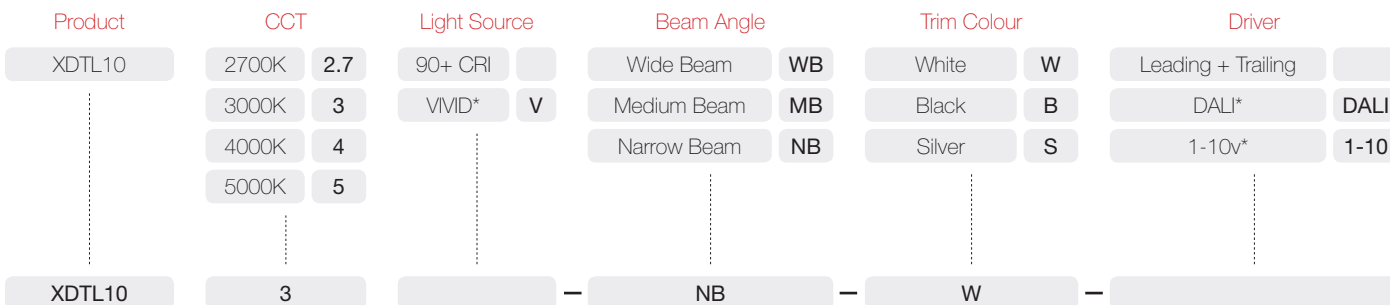 Product CCT Light Source Beam Angle Trim Colour Driver
XDTL10 2700K 2.7 90+ CRI Wide Beam WB White W Leading + Trailing
3000K 3 VIVID* V Medium Beam MB Black B DALI* DALI
4000K 4 Narrow Beam NB Silver S 1-10v* 1-10
5000K 5
XDTL10 3 – NB – W –